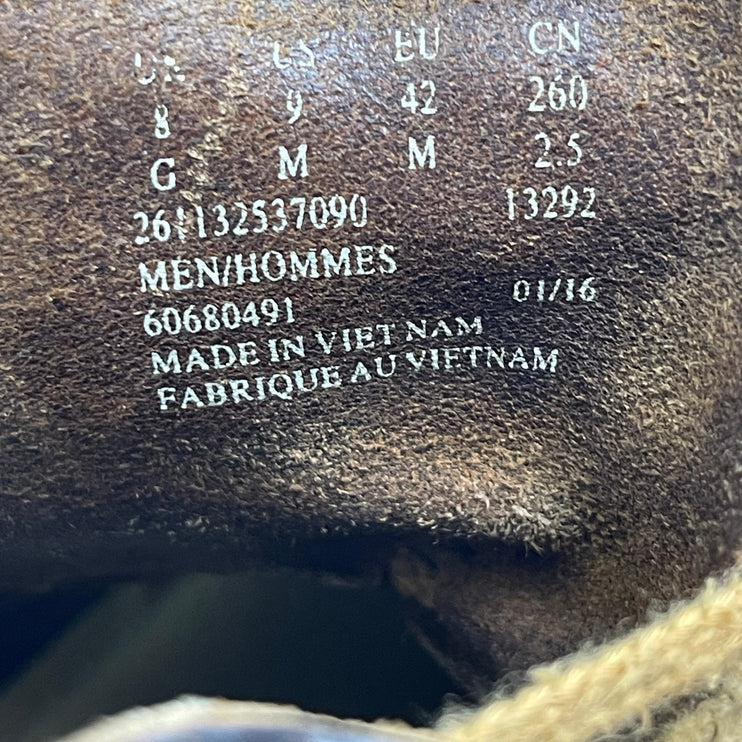 UK US EU CN
8 9 42 260
G M M 2.5
261132537090 13292
MEN/HOMMES
60680491 01/16
MADE IN VIET NAM
FABRIQUE AU VIETNAM